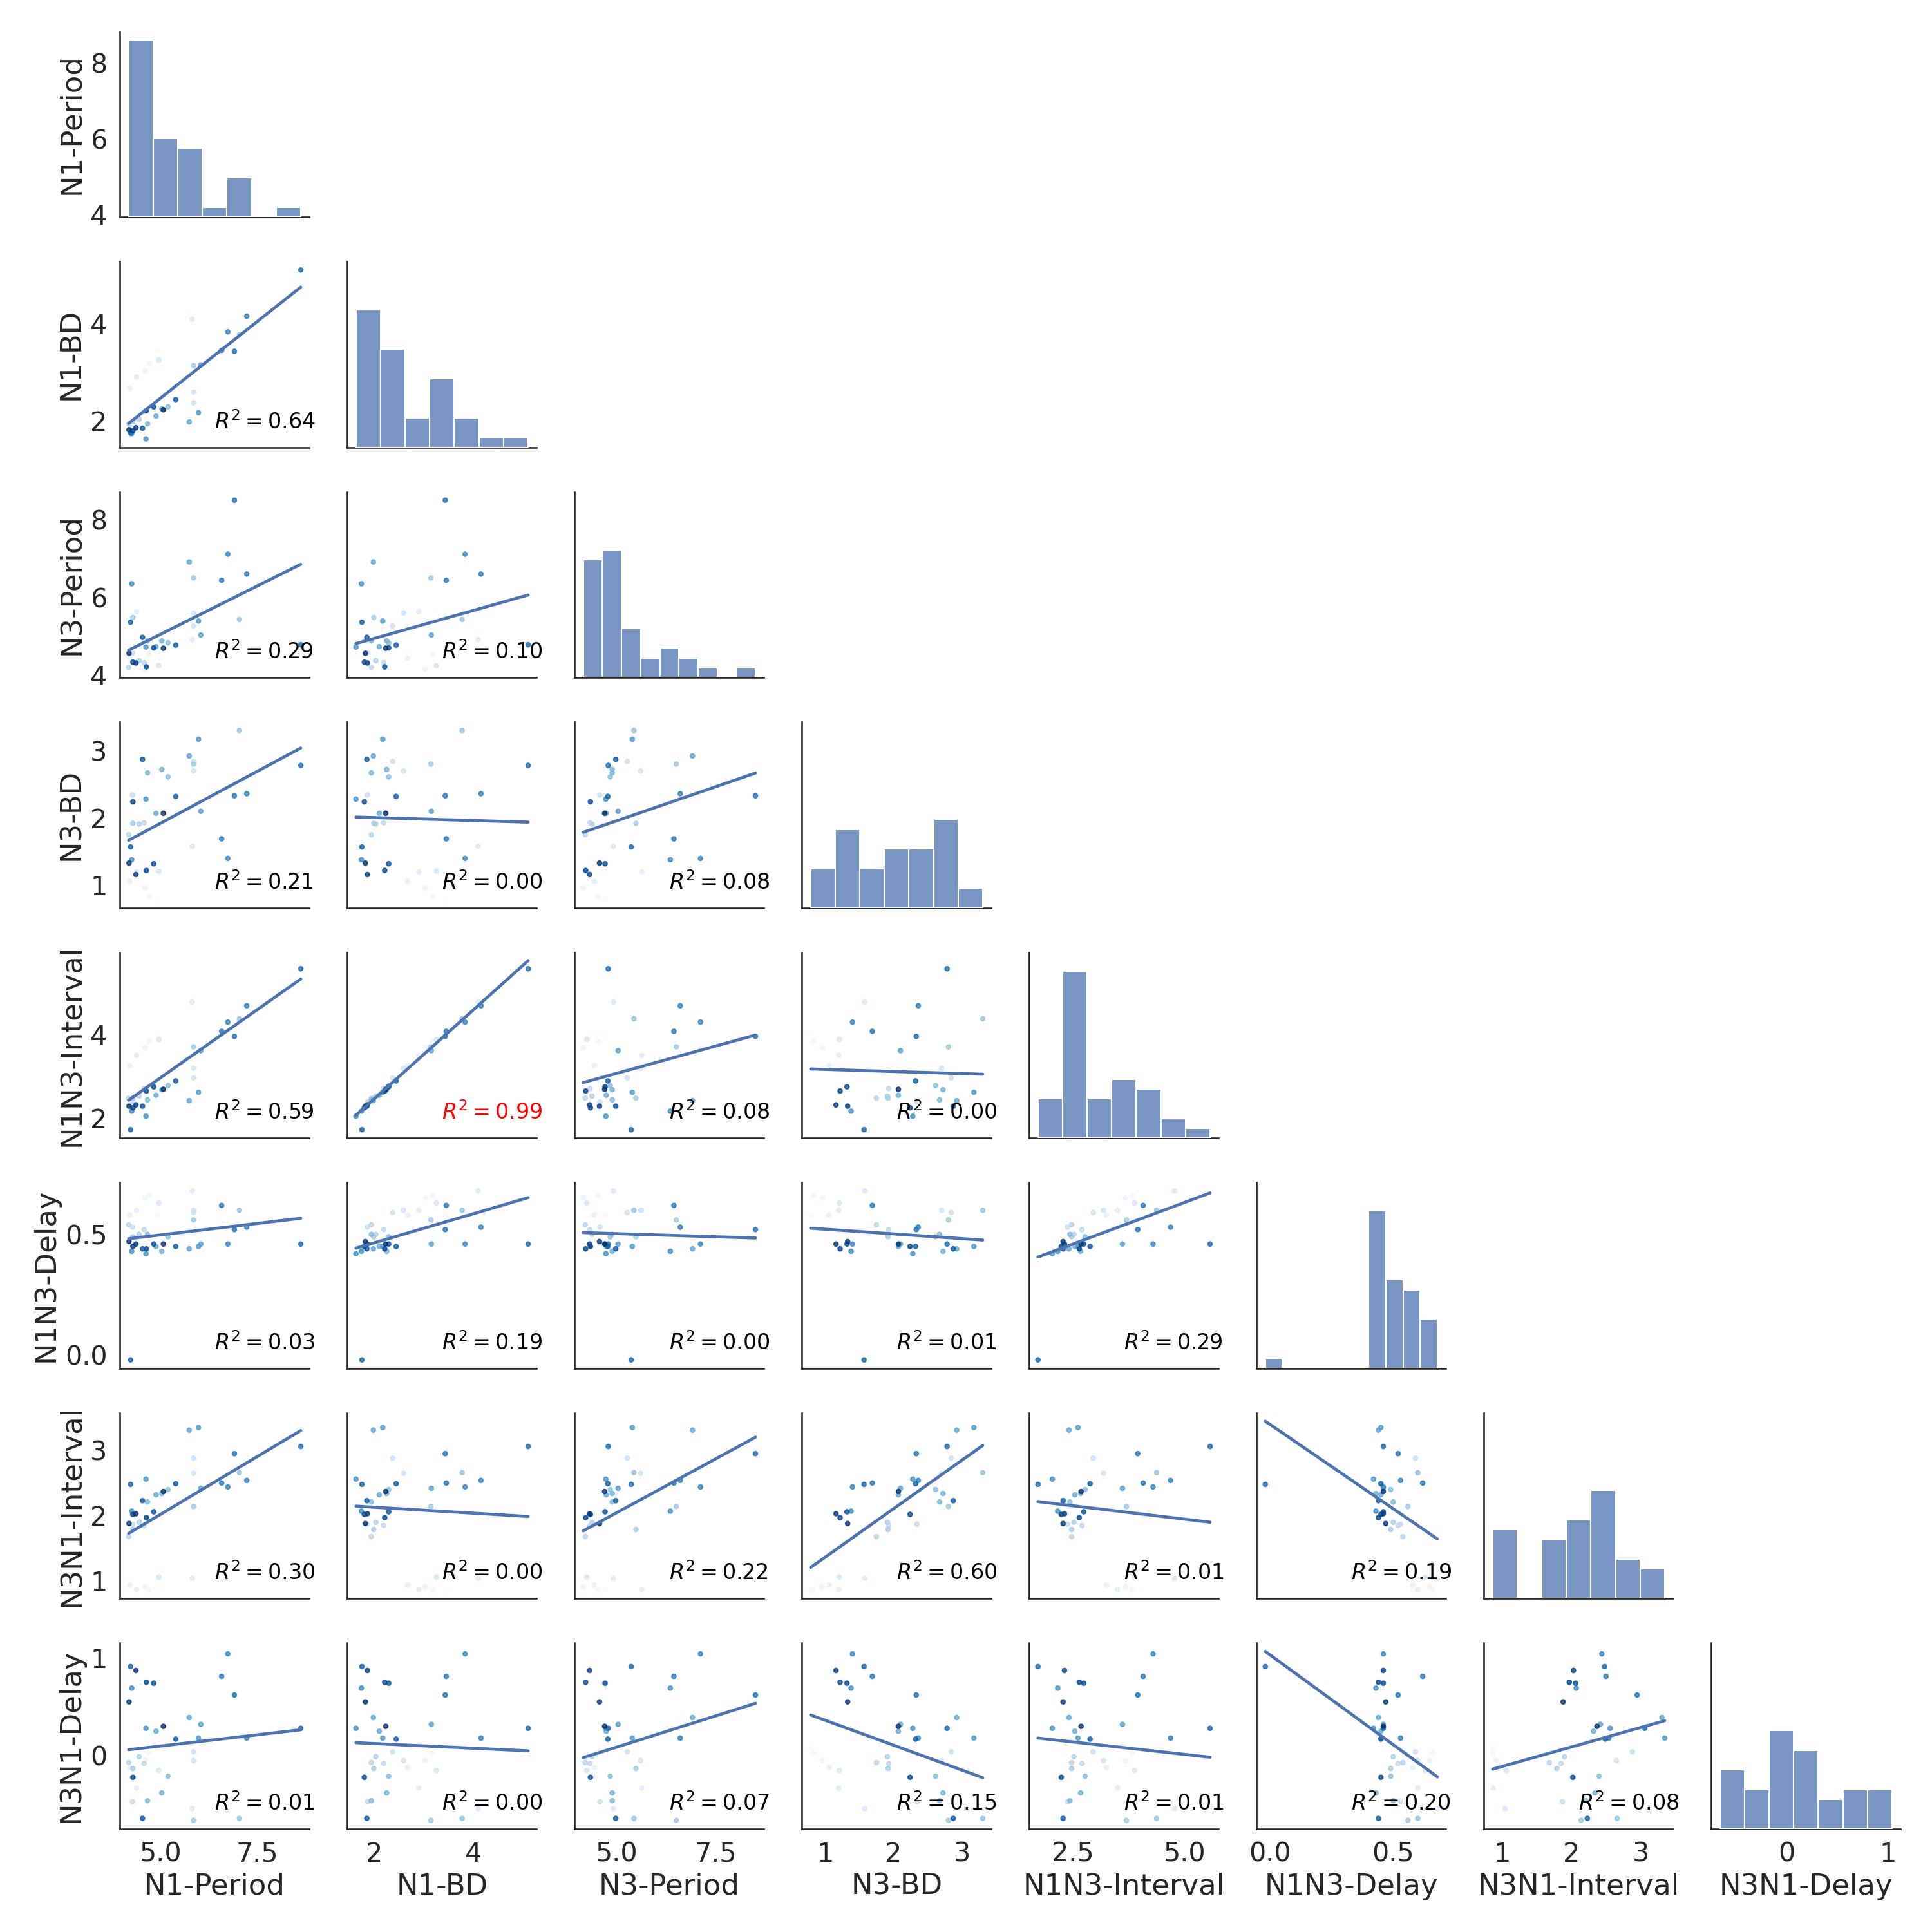 N1-Period
8
6
4
N1-BD
4
2
R² = 0.64
N3-Period
8
6
4
R² = 0.29
R² = 0.10
N3-BD
3
2
1
R² = 0.21
R² = 0.00
R² = 0.08
N1N3-Interval
4
2
R² = 0.59
R² = 0.99
R² = 0.08
R² = 0.00
N1N3-Delay
0.5
0.0
R² = 0.03
R² = 0.19
R² = 0.00
R² = 0.01
R² = 0.29
N3N1-Interval
3
2
1
R² = 0.30
R² = 0.00
R² = 0.22
R² = 0.60
R² = 0.01
R² = 0.19
N3N1-Delay
1
0
R² = 0.01
R² = 0.00
R² = 0.07
R² = 0.15
R² = 0.01
R² = 0.20
R² = 0.08
5.0 7.5 2 4 5.0 7.5 1 2 3 2.5 5.0 0.0 0.5 1 2 3 0 1
N1-Period N1-BD N3-Period N3-BD N1N3-Interval N1N3-Delay N3N1-Interval N3N1-Delay